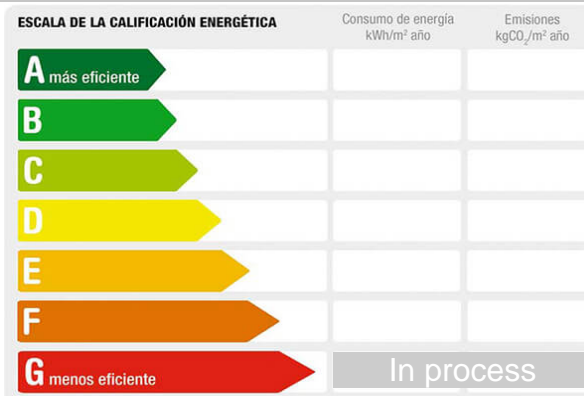 ESCALA DE LA CALIFICACIÓN ENERGÉTICA
Consumo de energía
kWh/m² año
Emisiones
kgCO₂/m² año
A más eficiente
B
C
D
E
F
G menos eficiente
In process